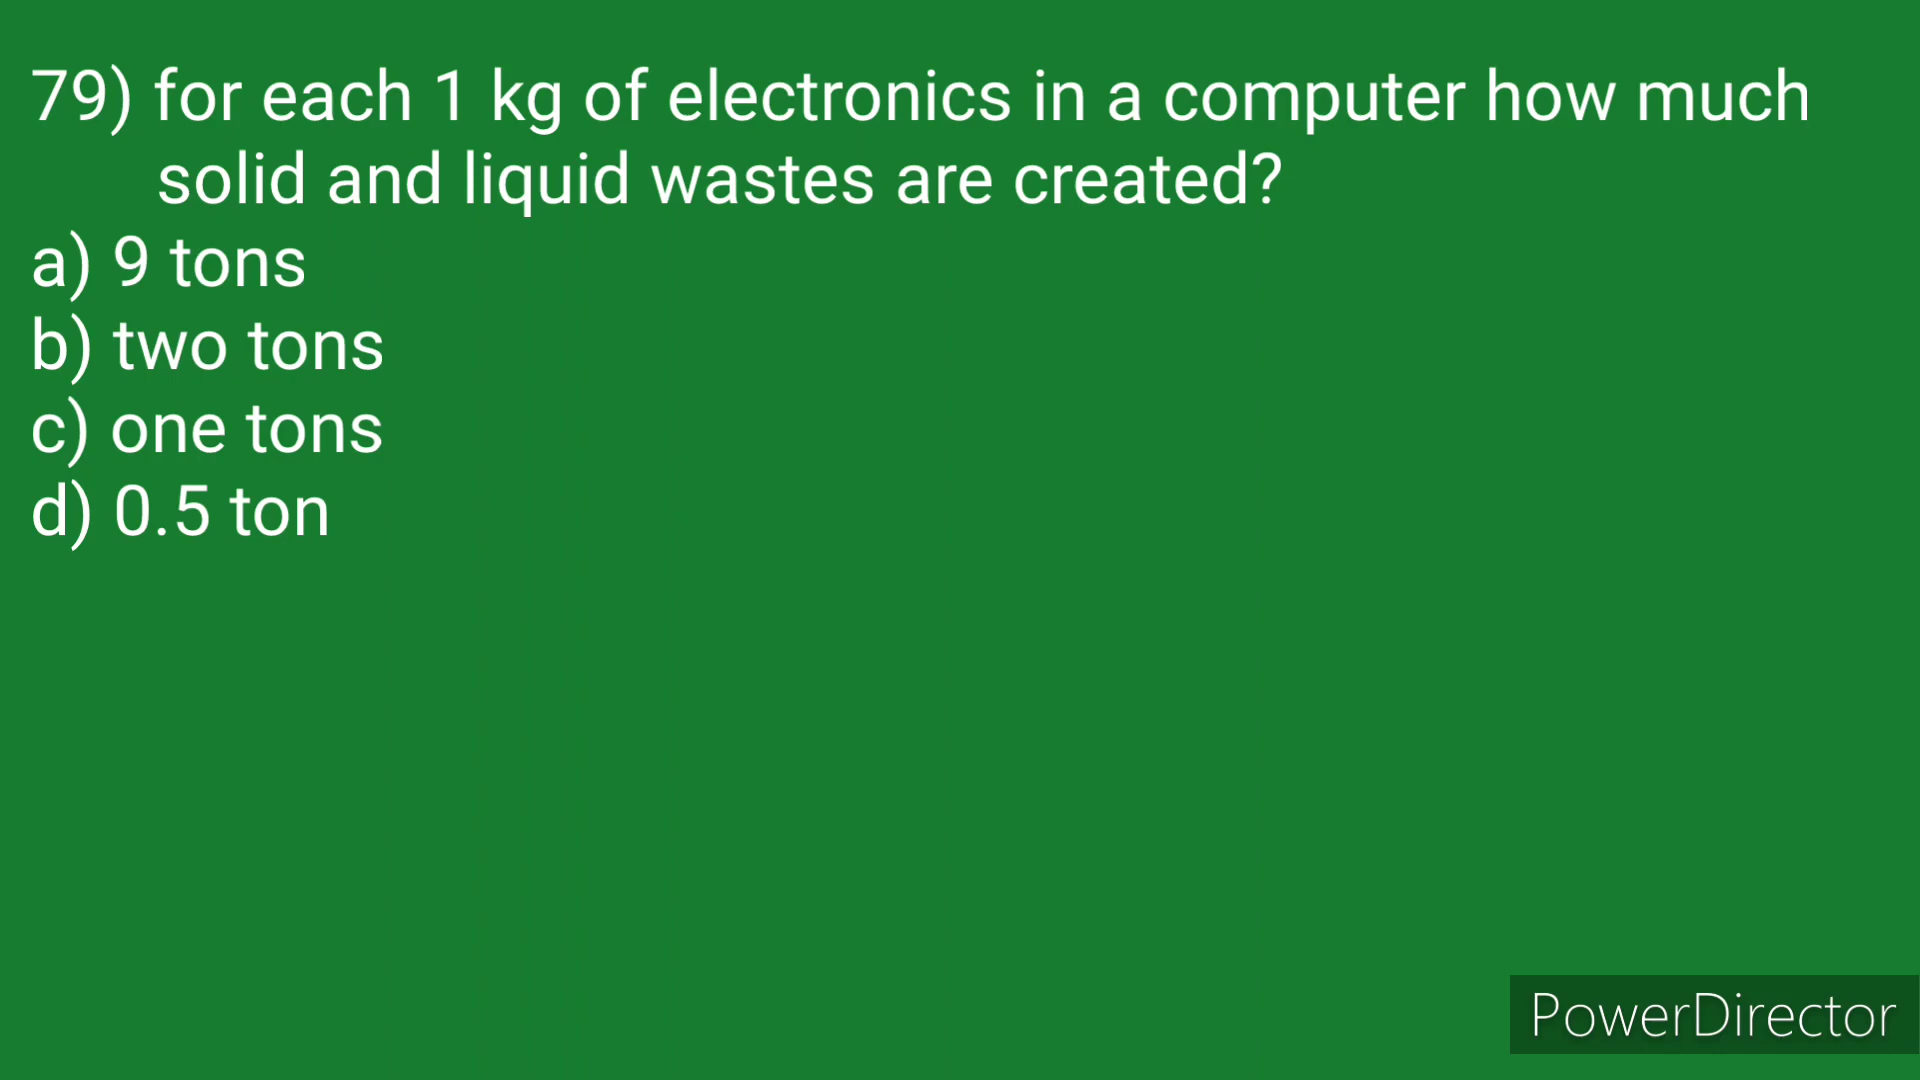 79) for each 1 kg of electronics in a computer how much
solid and liquid wastes are created?
a) 9 tons
b) two tons
c) one tons
d) 0.5 ton
PowerDirector